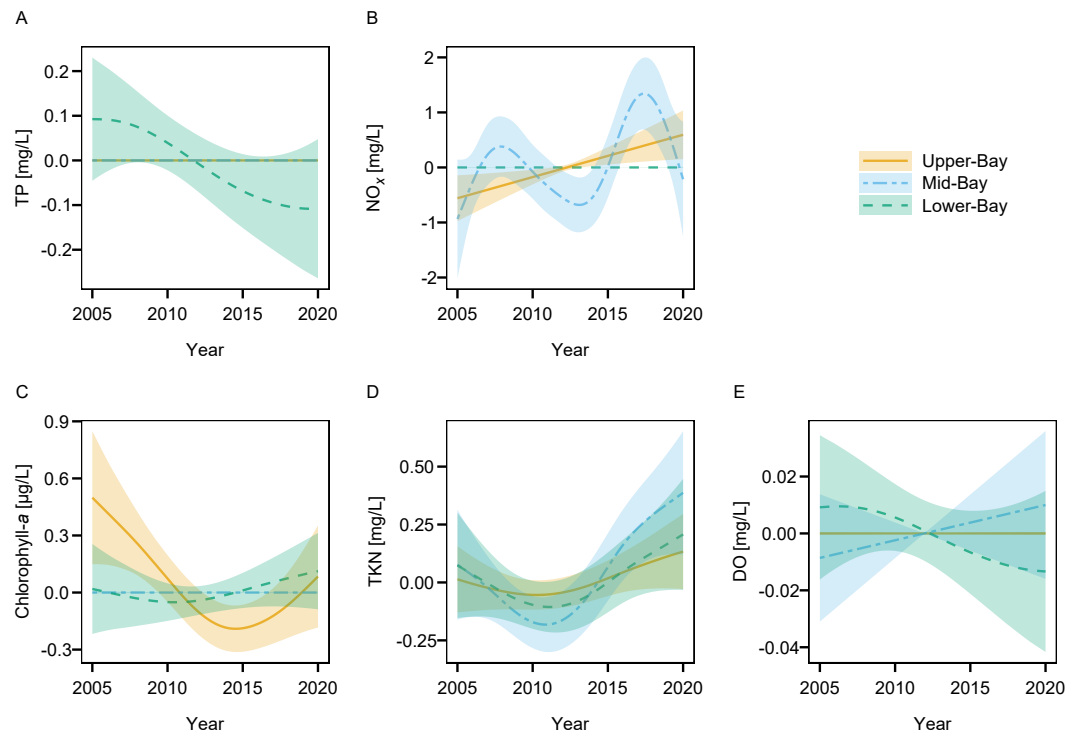 A
B
TP [mg/L]
0.2
0.1
0.0
-0.1
-0.2
2005
2010
2015
2020
Year
NOx [mg/L]
2
1
0
-1
-2
2005
2010
2015
2020
Year
Upper-Bay
Mid-Bay
Lower-Bay
C
D
E
Chlorophyll-a [µg/L]
0.9
0.6
0.3
0.0
-0.3
2005
2010
2015
2020
Year
TKN [mg/L]
0.50
0.25
0.00
-0.25
2005
2010
2015
2020
Year
DO [mg/L]
0.02
0.00
-0.02
-0.04
2005
2010
2015
2020
Year